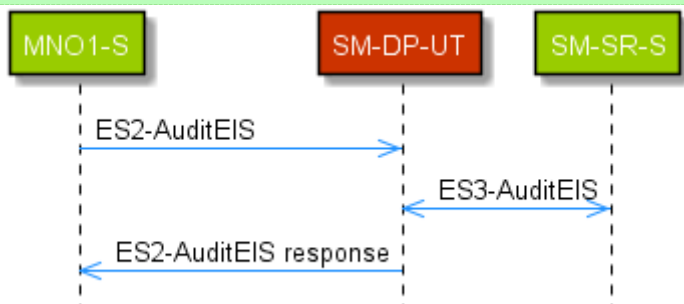 MNO1-S
SM-DP-UT
SM-SR-S
ES2-AuditEIS
ES3-AuditEIS
ES2-AuditEIS response